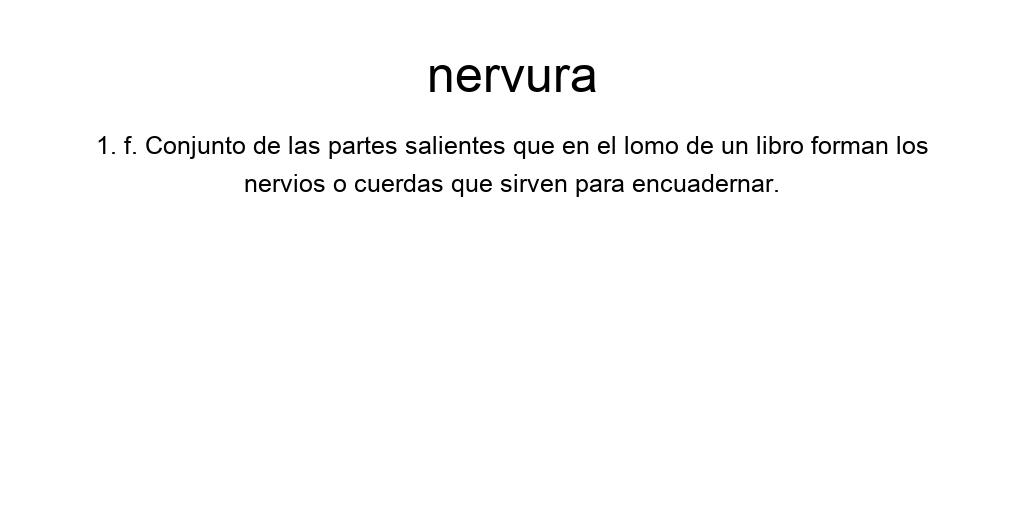 nervura
1. f. Conjunto de las partes salientes que en el lomo de un libro forman los
nervios o cuerdas que sirven para encuadernar.